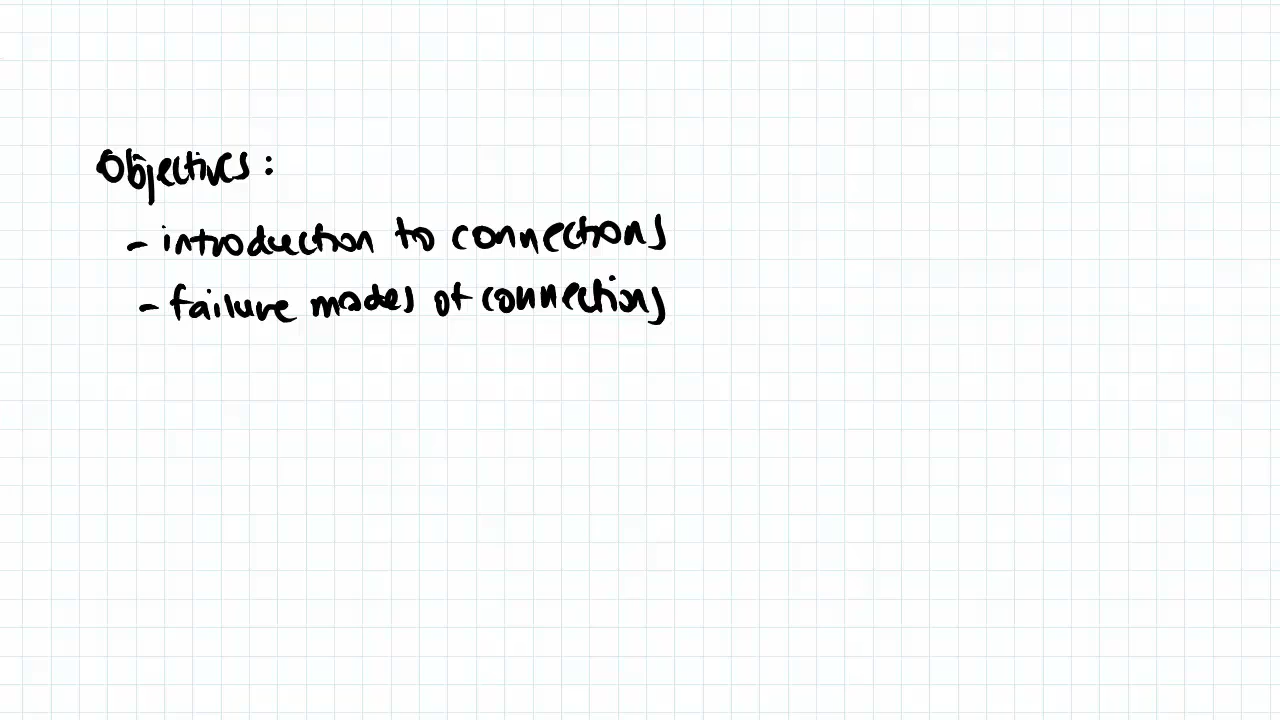 Objectives:
- introduction to connections
- failure modes of connections